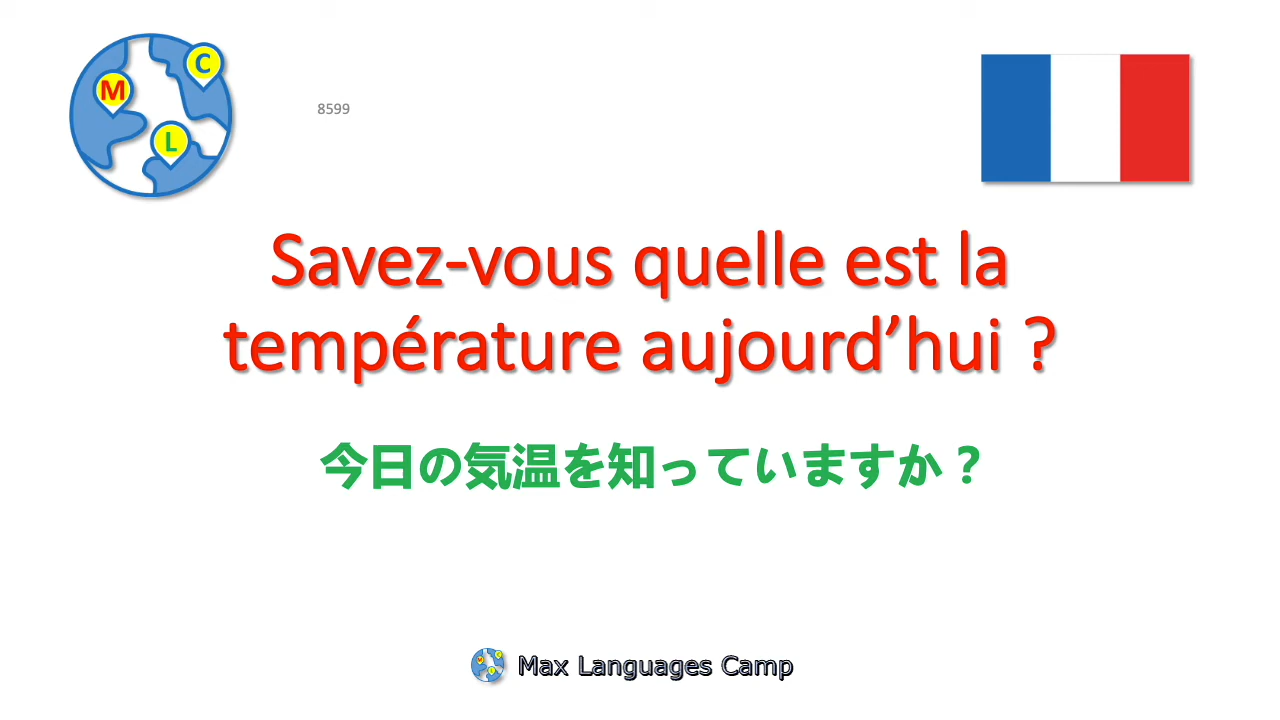 M
C
L
8599
Savez-vous quelle est la
température aujourd’hui ?
今日の気温を知っていますか？
Max Languages Camp